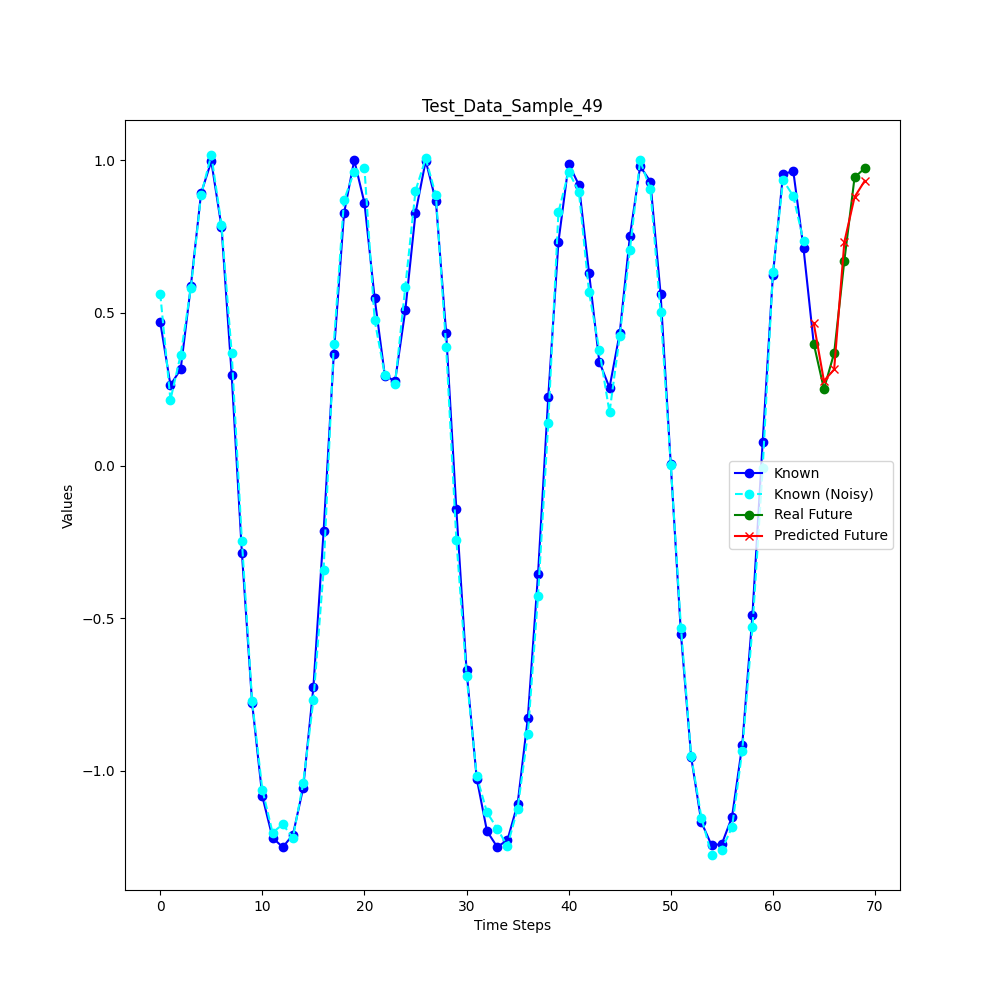 Test_Data_Sample_49
1.0
0.5
0.0
−0.5
−1.0
Values
Known
Known (Noisy)
Real Future
Predicted Future
0 10 20 30 40 50 60 70
Time Steps